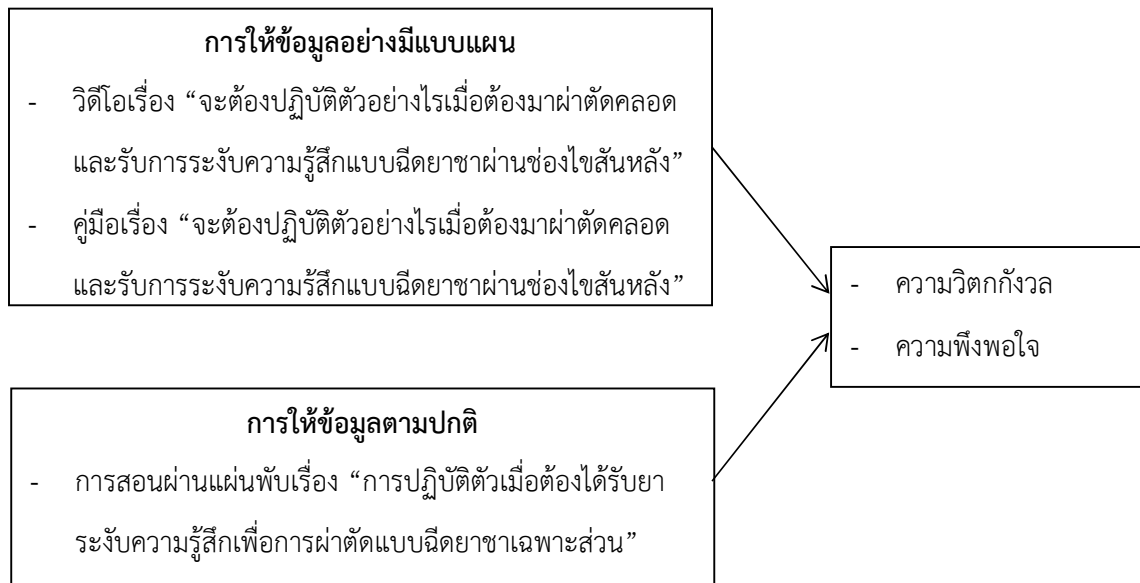 การให้ข้อมูลอย่างมีแบบแผน
- วิดีโอเรื่อง “จะต้องปฏิบัติตัวอย่างไรเมื่อต้องมาผ่าตัดคลอด
และรับการระงับความรู้สึกแบบฉีดยาชาผ่านช่องไขสันหลัง”
- คู่มือเรื่อง “จะต้องปฏิบัติตัวอย่างไรเมื่อต้องมาผ่าตัดคลอด
และรับการระงับความรู้สึกแบบฉีดยาชาผ่านช่องไขสันหลัง”
- ความวิตกกังวล
- ความพึงพอใจ
การให้ข้อมูลตามปกติ
- การสอนผ่านแผ่นพับเรื่อง “การปฏิบัติตัวเมื่อต้องได้รับยา
ระงับความรู้สึกเพื่อการผ่าตัดแบบฉีดยาชาเฉพาะส่วน”